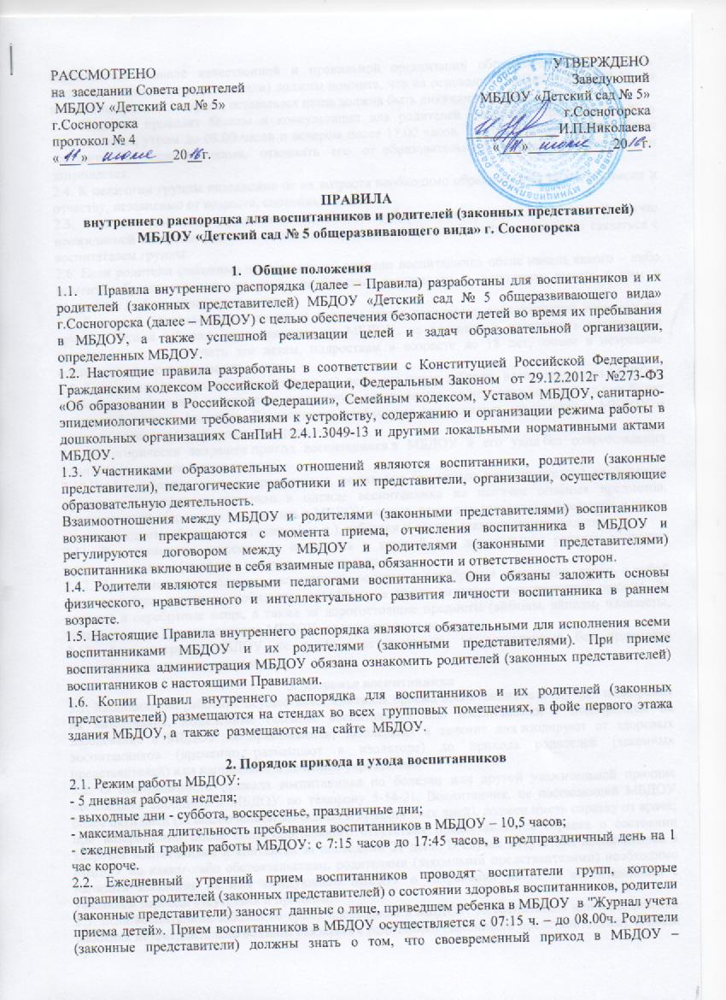 РАССМОТРЕНО
на заседании Совета родителей
МБДОУ «Детский сад № 5»
г.Сосногорска
протокол № 4
«11» июля 2016г.
УТВЕРЖДЕНО
Заведующий
МБДОУ «Детский сад № 5»
г.Сосногорска
И.П.Николаева
«11» июля 2016г.
ПРАВИЛА
внутреннего распорядка для воспитанников и родителей (законных представителей)
МБДОУ «Детский сад № 5 общеразвивающего вида» г. Сосногорска
1. Общие положения
1.1. Правила внутреннего распорядка (далее – Правила) разработаны для воспитанников и их
родителей (законных представителей) МБДОУ «Детский сад № 5 общеразвивающего вида»
г.Сосногорска (далее – МБДОУ) с целью обеспечения безопасности детей во время их пребывания
в МБДОУ, а также успешной реализации целей и задач образовательной организации,
определенных МБДОУ.
1.2. Настоящие правила разработаны в соответствии с Конституцией Российской Федерации,
Гражданским кодексом Российской Федерации, Федеральным Законом от 29.12.2012г №273-ФЗ
«Об образовании в Российской Федерации», Семейным кодексом, Уставом МБДОУ, санитарно-
эпидемиологическими требованиями к устройству, содержанию и организации режима работы в
дошкольных организациях СанПиН 2.4.1.3049-13 и другими локальными нормативными актами
МБДОУ.
1.3. Участниками образовательных отношений являются воспитанники, родители (законные
представители), педагогические работники и их представители, организации, осуществляющие
образовательную деятельность.
Взаимоотношения между МБДОУ и родителями (законными представителями) воспитанников
возникают и прекращаются с момента приема, отчисления воспитанника в МБДОУ и
регулируются договором между МБДОУ и родителями (законными представителями)
воспитанника включающие в себя взаимные права, обязанности и ответственность сторон.
1.4. Родители являются первыми педагогами воспитанника. Они обязаны заложить основы
физического, нравственного и интеллектуального развития личности воспитанника в раннем
возрасте.
1.5. Настоящие Правила внутреннего распорядка являются обязательными для исполнения всеми
воспитанниками МБДОУ и их родителями (законными представителями). При приеме
воспитанника администрация МБДОУ обязана ознакомить родителей (законных представителей)
воспитанников с настоящими Правилами.
1.6. Копии Правил внутреннего распорядка для воспитанников и их родителей (законных
представителей) размещаются на стендах во всех групповых помещениях, в фойе первого этажа
здания МБДОУ, а также размещаются на сайте МБДОУ.
2. Порядок прихода и ухода воспитанников
2.1. Режим работы МБДОУ:
- 5 дневная рабочая неделя;
- выходные дни - суббота, воскресенье, праздничные дни;
- максимальная длительность пребывания воспитанников в МБДОУ – 10,5 часов;
- ежедневный график работы МБДОУ: с 7:15 часов до 17:45 часов, в предпраздничный день на 1
час короче.
2.2. Ежедневный утренний прием воспитанников проводят воспитатели групп, которые
опрашивают родителей (законных представителей) о состоянии здоровья воспитанников, родители
(законные представители) заносят данные о лице, приведшем ребенка в МБДОУ в "Журнал учета
приема детей». Прием воспитанников в МБДОУ осуществляется с 07:15 ч. – до 08.00ч. Родители
(законные представители) должны знать о том, что своевременный приход в МБДОУ –